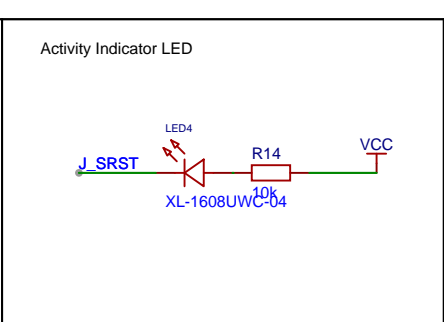 Activity Indicator LED
LED4
J_SRST
R14
VCC
10k
XL-1608UWC-04